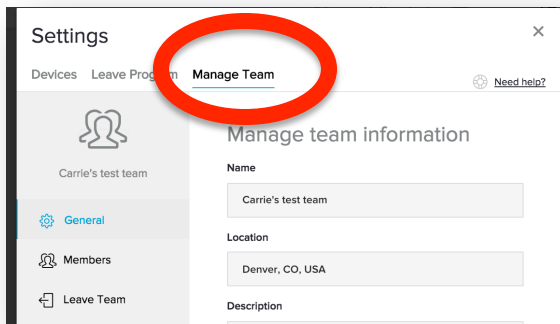 Settings
Devices Leave Program Manage Team
Need help?
Carrie's test team
General
Members
Leave Team
Manage team information
Name
Carrie's test team
Location
Denver, CO, USA
Description